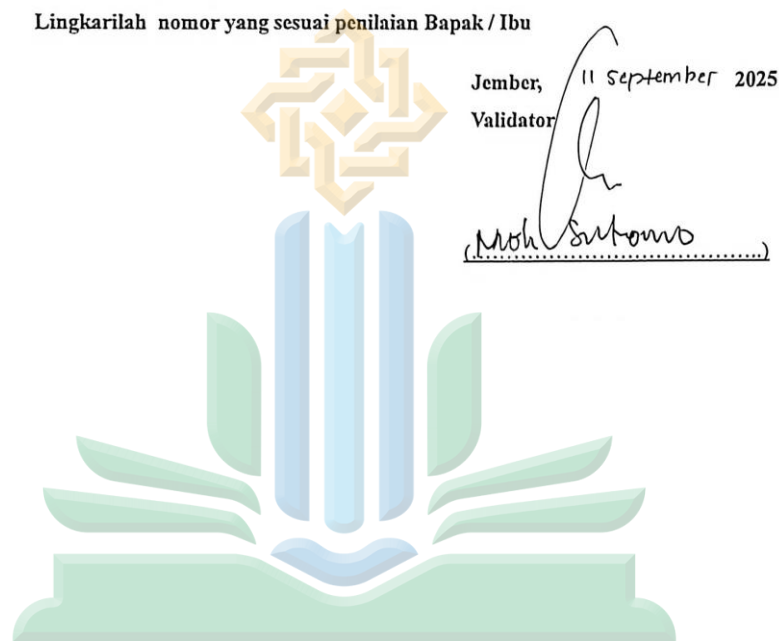 Lingkarilah nomor yang sesuai penilaian Bapak / Ibu
Jember, 11 September 2025
Validator
(Moh Sutomo)